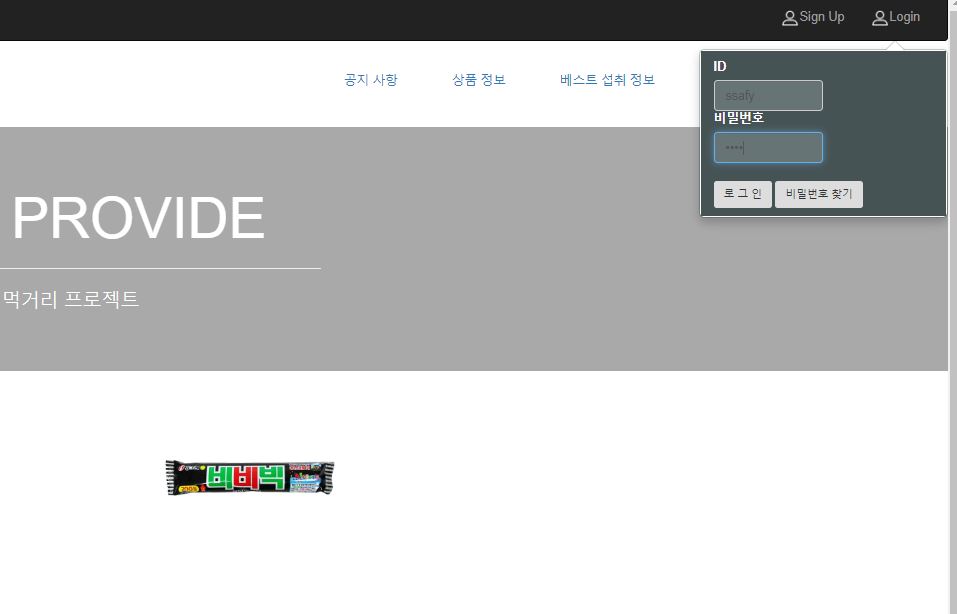 Sign Up Login
공지 사항 상품 정보 베스트 섭취 정보
ID
ssafy
비밀번호
••••
로 그 인 비밀번호 찾기
PROVIDE
먹거리 프로젝트
비비빅